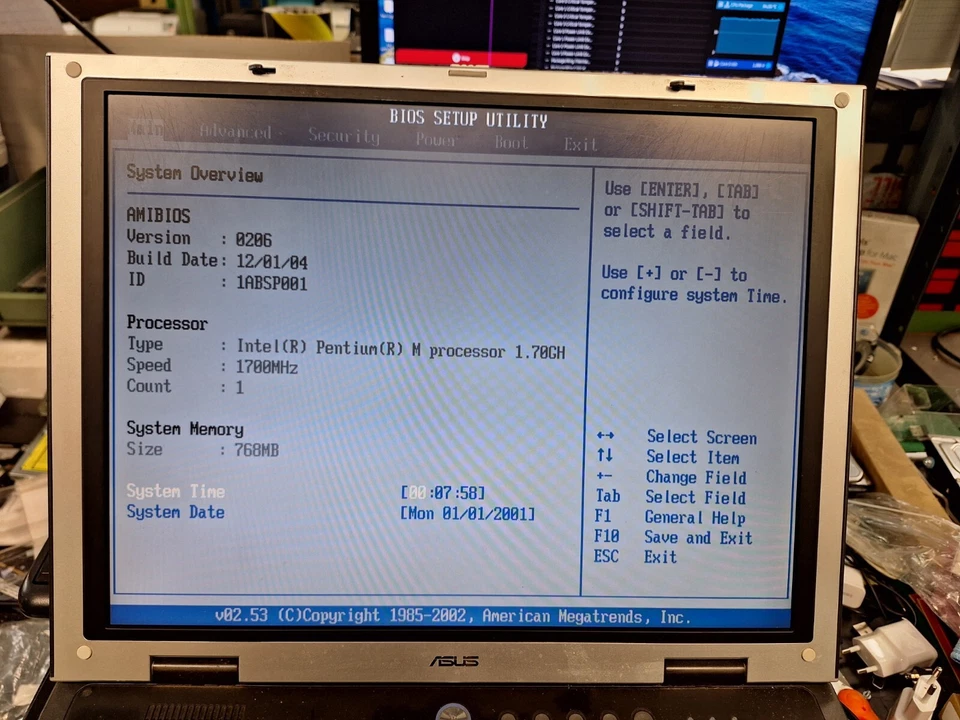 BIOS SETUP UTILITY
Main Advanced Security Power Boot Exit
System Overview
AMIBIOS
Version : 0206
Build Date: 12/01/04
ID : 1ABSP001
Processor
Type : Intel(R) Pentium(R) M processor 1.70GH
Speed : 1700MHz
Count : 1
System Memory
Size : 768MB
System Time [00:07:58]
System Date [Mon 01/01/2001]
Use [ENTER], [TAB]
or [SHIFT-TAB] to
select a field.
Use [+] or [-] to
configure system Time.
↔ Select Screen
↑↓ Select Item
+- Change Field
Tab Select Field
F1 General Help
F10 Save and Exit
ESC Exit
v02.53 (C)Copyright 1985-2002, American Megatrends, Inc.
ASUS
for Mac